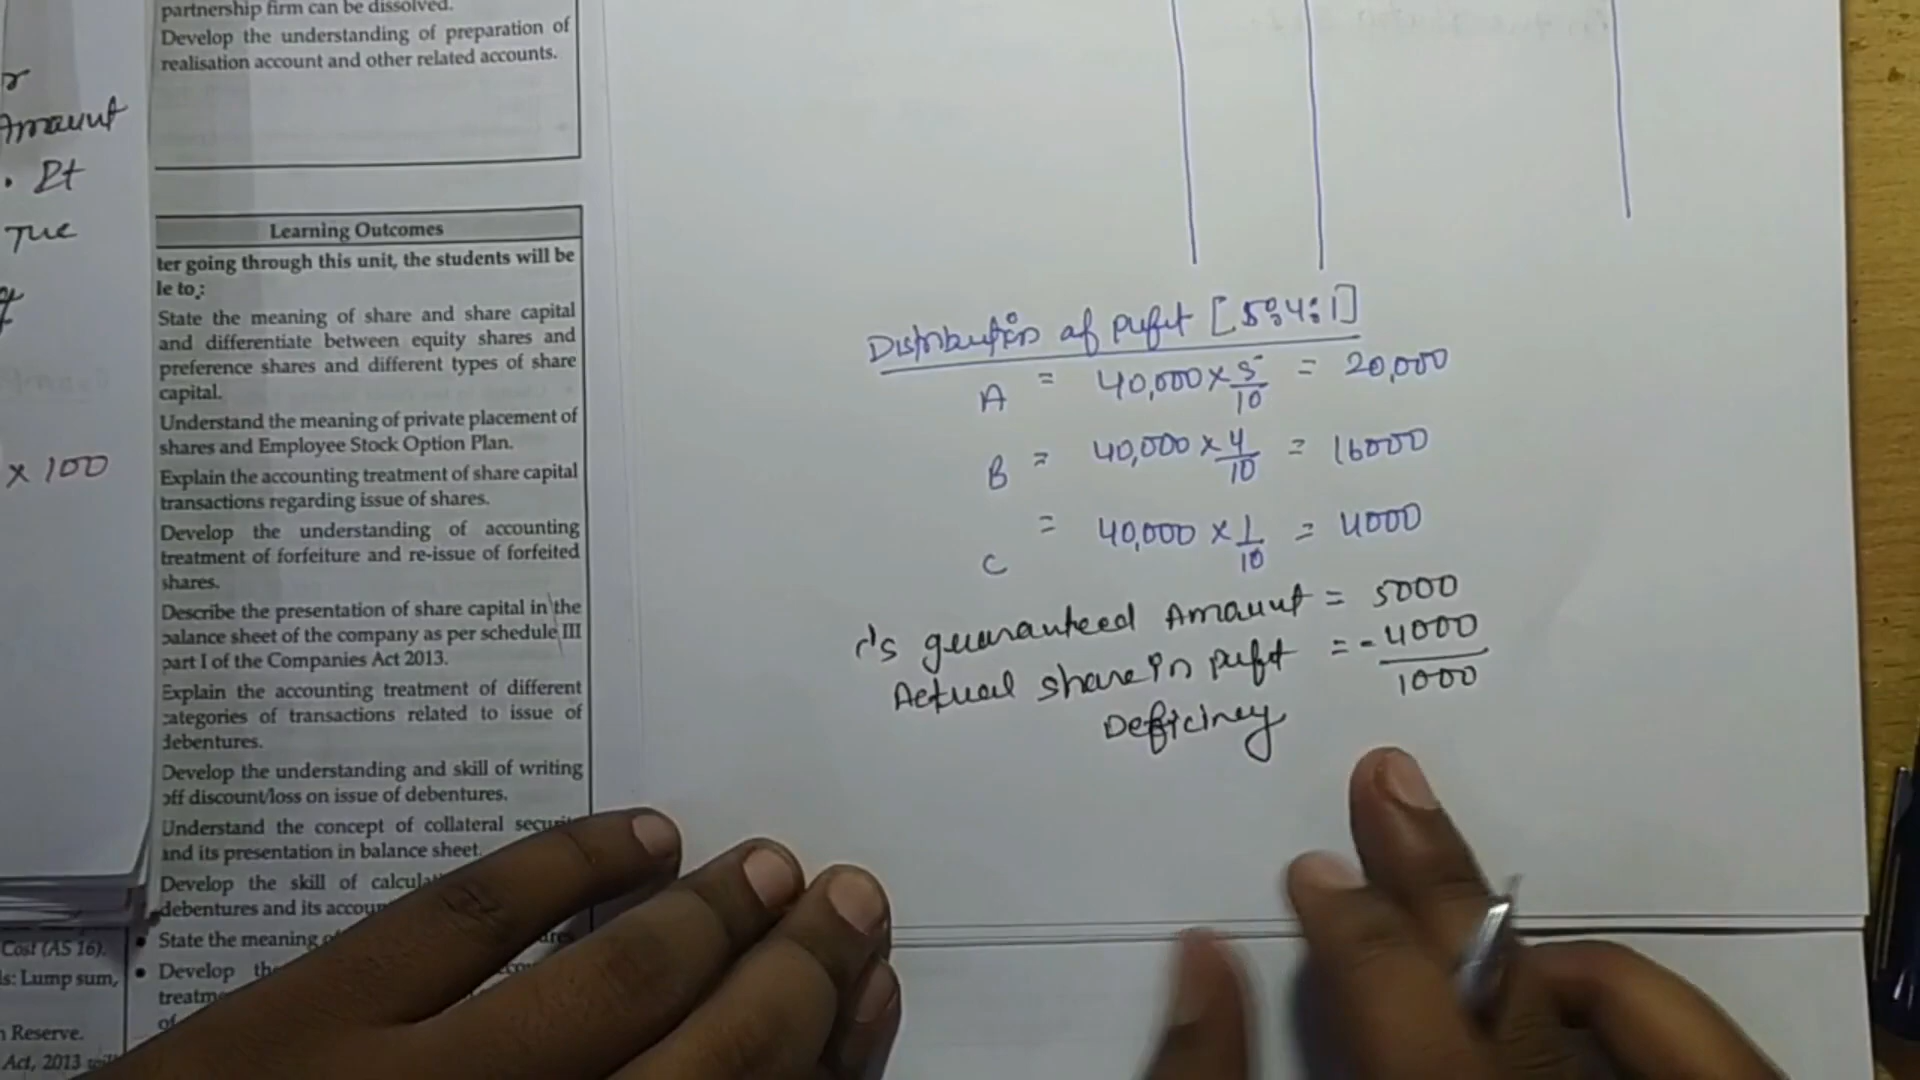 partnership firm can be dissolved.
Develop the understanding of preparation of
realisation account and other related accounts.
Amount
. It
The
× 100
Learning Outcomes
ter going through this unit, the students will be
le to:
State the meaning of share and share capital
and differentiate between equity shares and
preference shares and different types of share
capital.
Understand the meaning of private placement of
shares and Employee Stock Option Plan.
Explain the accounting treatment of share capital
transactions regarding issue of shares.
Develop the understanding of accounting
treatment of forfeiture and re-issue of forfeited
shares.
Describe the presentation of share capital in the
balance sheet of the company as per schedule III
part I of the Companies Act 2013.
Explain the accounting treatment of different
categories of transactions related to issue of
debentures.
Develop the understanding and skill of writing
off discount/loss on issue of debentures.
Understand the concept of collateral
and its presentation in balance sheet.
Develop the skill of
debentures and its
• State the meaning
• Develop
of
Cost (AS 16).
ls: Lump sum,
n Reserve.
Act, 2013
Distribution of profit [5:4:1]
A = 40,000 × 5/10 = 20,000
B = 40,000 × 4/10 = 16000
C = 40,000 × 1/10 = 4000
's guaranteed Amount = 5000
Actual share in profit = - 4000
Deficiney 1000